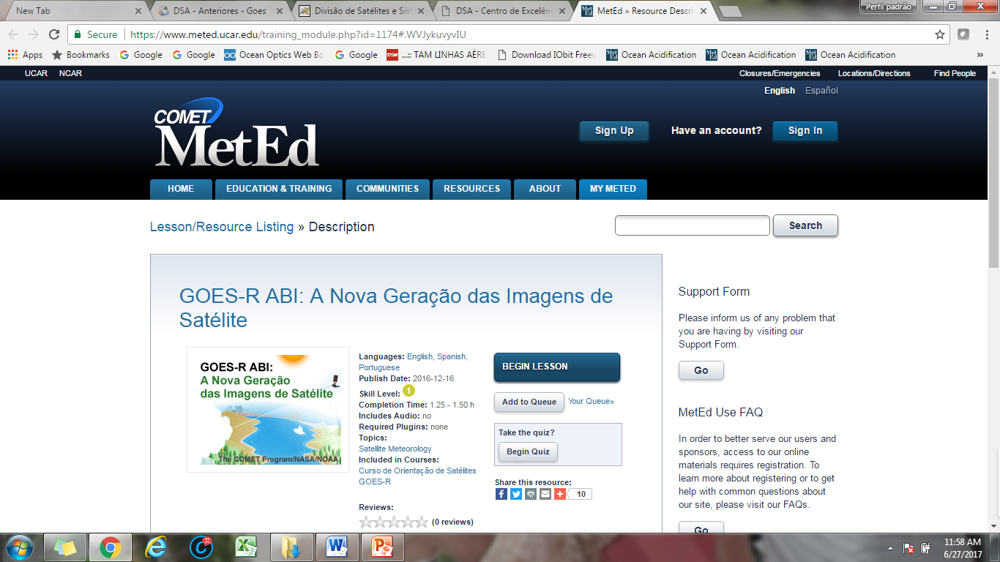 New Tab
DSA - Anteriores - Goes
Divisão de Satélites e Sist
DSA - Centro de Excelên
MetEd » Resource Descri
Perfil padrão
Secure https://www.meted.ucar.edu/training_module.php?id=1174#.WVJykuvyvIU
Apps Bookmarks Google Google Ocean Optics Web Bo Google ...:: TAM LINHAS AÉRE Download IObit Freew Ocean Acidification Ocean Acidification Ocean Acidification »
UCAR NCAR Closures/Emergencies Locations/Directions Find People
English Español
COMET
MetEd
Sign Up Have an account? Sign In
HOME EDUCATION & TRAINING COMMUNITIES RESOURCES ABOUT MY METED
Lesson/Resource Listing » Description
Search
GOES-R ABI: A Nova Geração das Imagens de
Satélite
GOES-R ABI:
A Nova Geração
das Imagens de Satélite
The COMET Program/NASA/NOAA
Languages: English, Spanish,
Portuguese
Publish Date: 2016-12-16
Skill Level: 1
Completion Time: 1.25 - 1.50 h
Includes Audio: no
Required Plugins: none
Topics:
Satellite Meteorology
Included in Courses:
Curso de Orientação de Satélites
GOES-R
Reviews:
(0 reviews)
BEGIN LESSON
Add to Queue Your Queue»
Take the quiz?
Begin Quiz
Share this resource:
10
Support Form
Please inform us of any problem that
you are having by visiting our
Support Form.
Go
MetEd Use FAQ
In order to better serve our users and
sponsors, access to our online
materials requires registration. To
learn more about registering or to get
help with common questions about
our site, please visit our FAQs.
Go
11:58 AM
6/27/2017